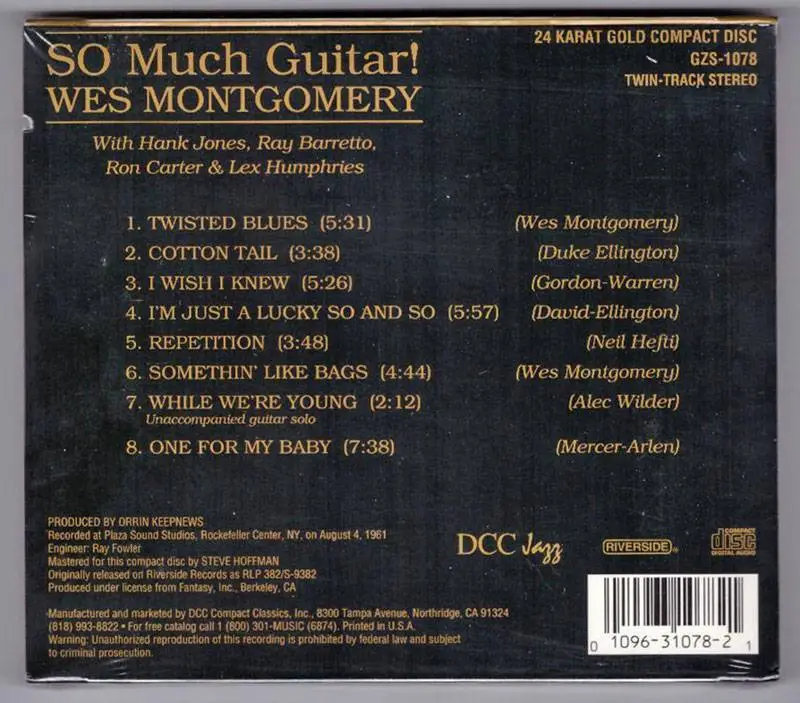 SO Much Guitar!
WES MONTGOMERY
24 KARAT GOLD COMPACT DISC
GZS-1078
TWIN-TRACK STEREO
With Hank Jones, Ray Barretto,
Ron Carter & Lex Humphries
1. TWISTED BLUES (5:31) (Wes Montgomery)
2. COTTON TAIL (3:38) (Duke Ellington)
3. I WISH I KNEW (5:26) (Gordon-Warren)
4. I'M JUST A LUCKY SO AND SO (5:57) (David-Ellington)
5. REPETITION (3:48) (Neil Hefti)
6. SOMETHIN' LIKE BAGS (4:44) (Wes Montgomery)
7. WHILE WE'RE YOUNG (2:12) (Alec Wilder)
Unaccompanied guitar solo
8. ONE FOR MY BABY (7:38) (Mercer-Arlen)
PRODUCED BY ORRIN KEEPNEWS
Recorded at Plaza Sound Studios, Rockefeller Center, NY, on August 4, 1961
Engineer: Ray Fowler
Mastered for this compact disc by STEVE HOFFMAN
Originally released on Riverside Records as RLP 382/S-9382
Produced under license from Fantasy, Inc., Berkeley, CA
DCC Jazz
RIVERSIDE®
COMPACT
disc
DIGITAL AUDIO
Manufactured and marketed by DCC Compact Classics, Inc., 8300 Tampa Avenue, Northridge, CA 91324
(818) 993-8822 • For free catalog call 1 (800) 301-MUSIC (6874). Printed in U.S.A.
Warning: Unauthorized reproduction of this recording is prohibited by federal law and subject
to criminal prosecution.
0 1096-31078-2 1